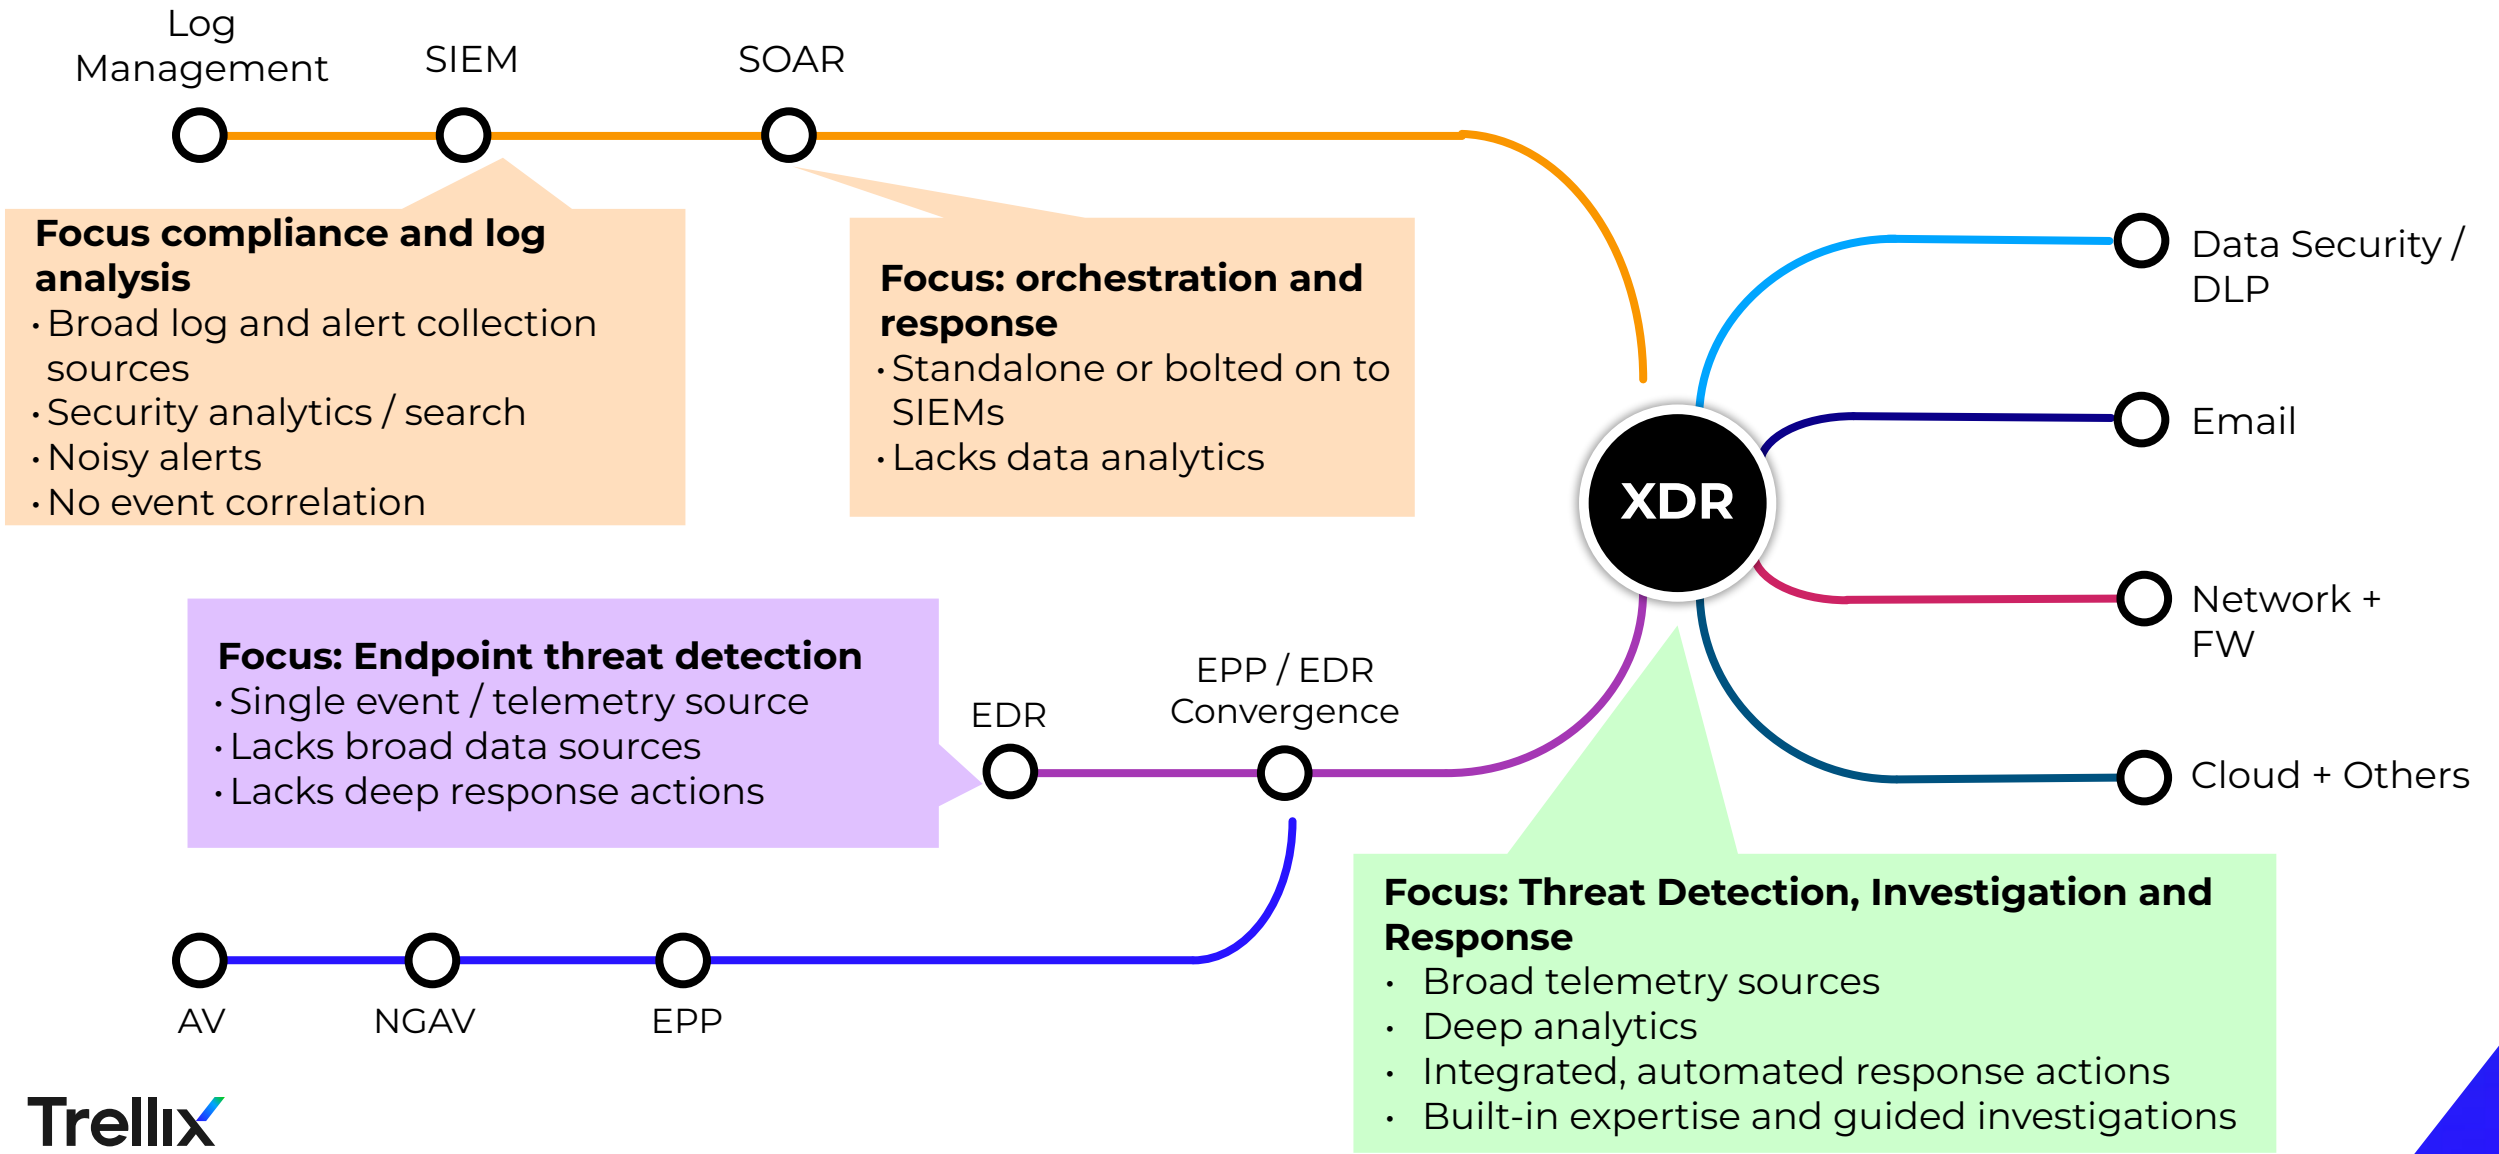 Log
Management
SIEM
SOAR
Focus compliance and log
analysis
· Broad log and alert collection
sources
· Security analytics / search
· Noisy alerts
· No event correlation
Focus: orchestration and
response
· Standalone or bolted on to
SIEMs
· Lacks data analytics
Data Security /
DLP
Email
XDR
Network +
FW
Cloud + Others
Focus: Endpoint threat detection
· Single event / telemetry source
· Lacks broad data sources
· Lacks deep response actions
EDR
EPP / EDR
Convergence
AV
NGAV
EPP
Focus: Threat Detection, Investigation and
Response
· Broad telemetry sources
· Deep analytics
· Integrated, automated response actions
· Built-in expertise and guided investigations
Trellix